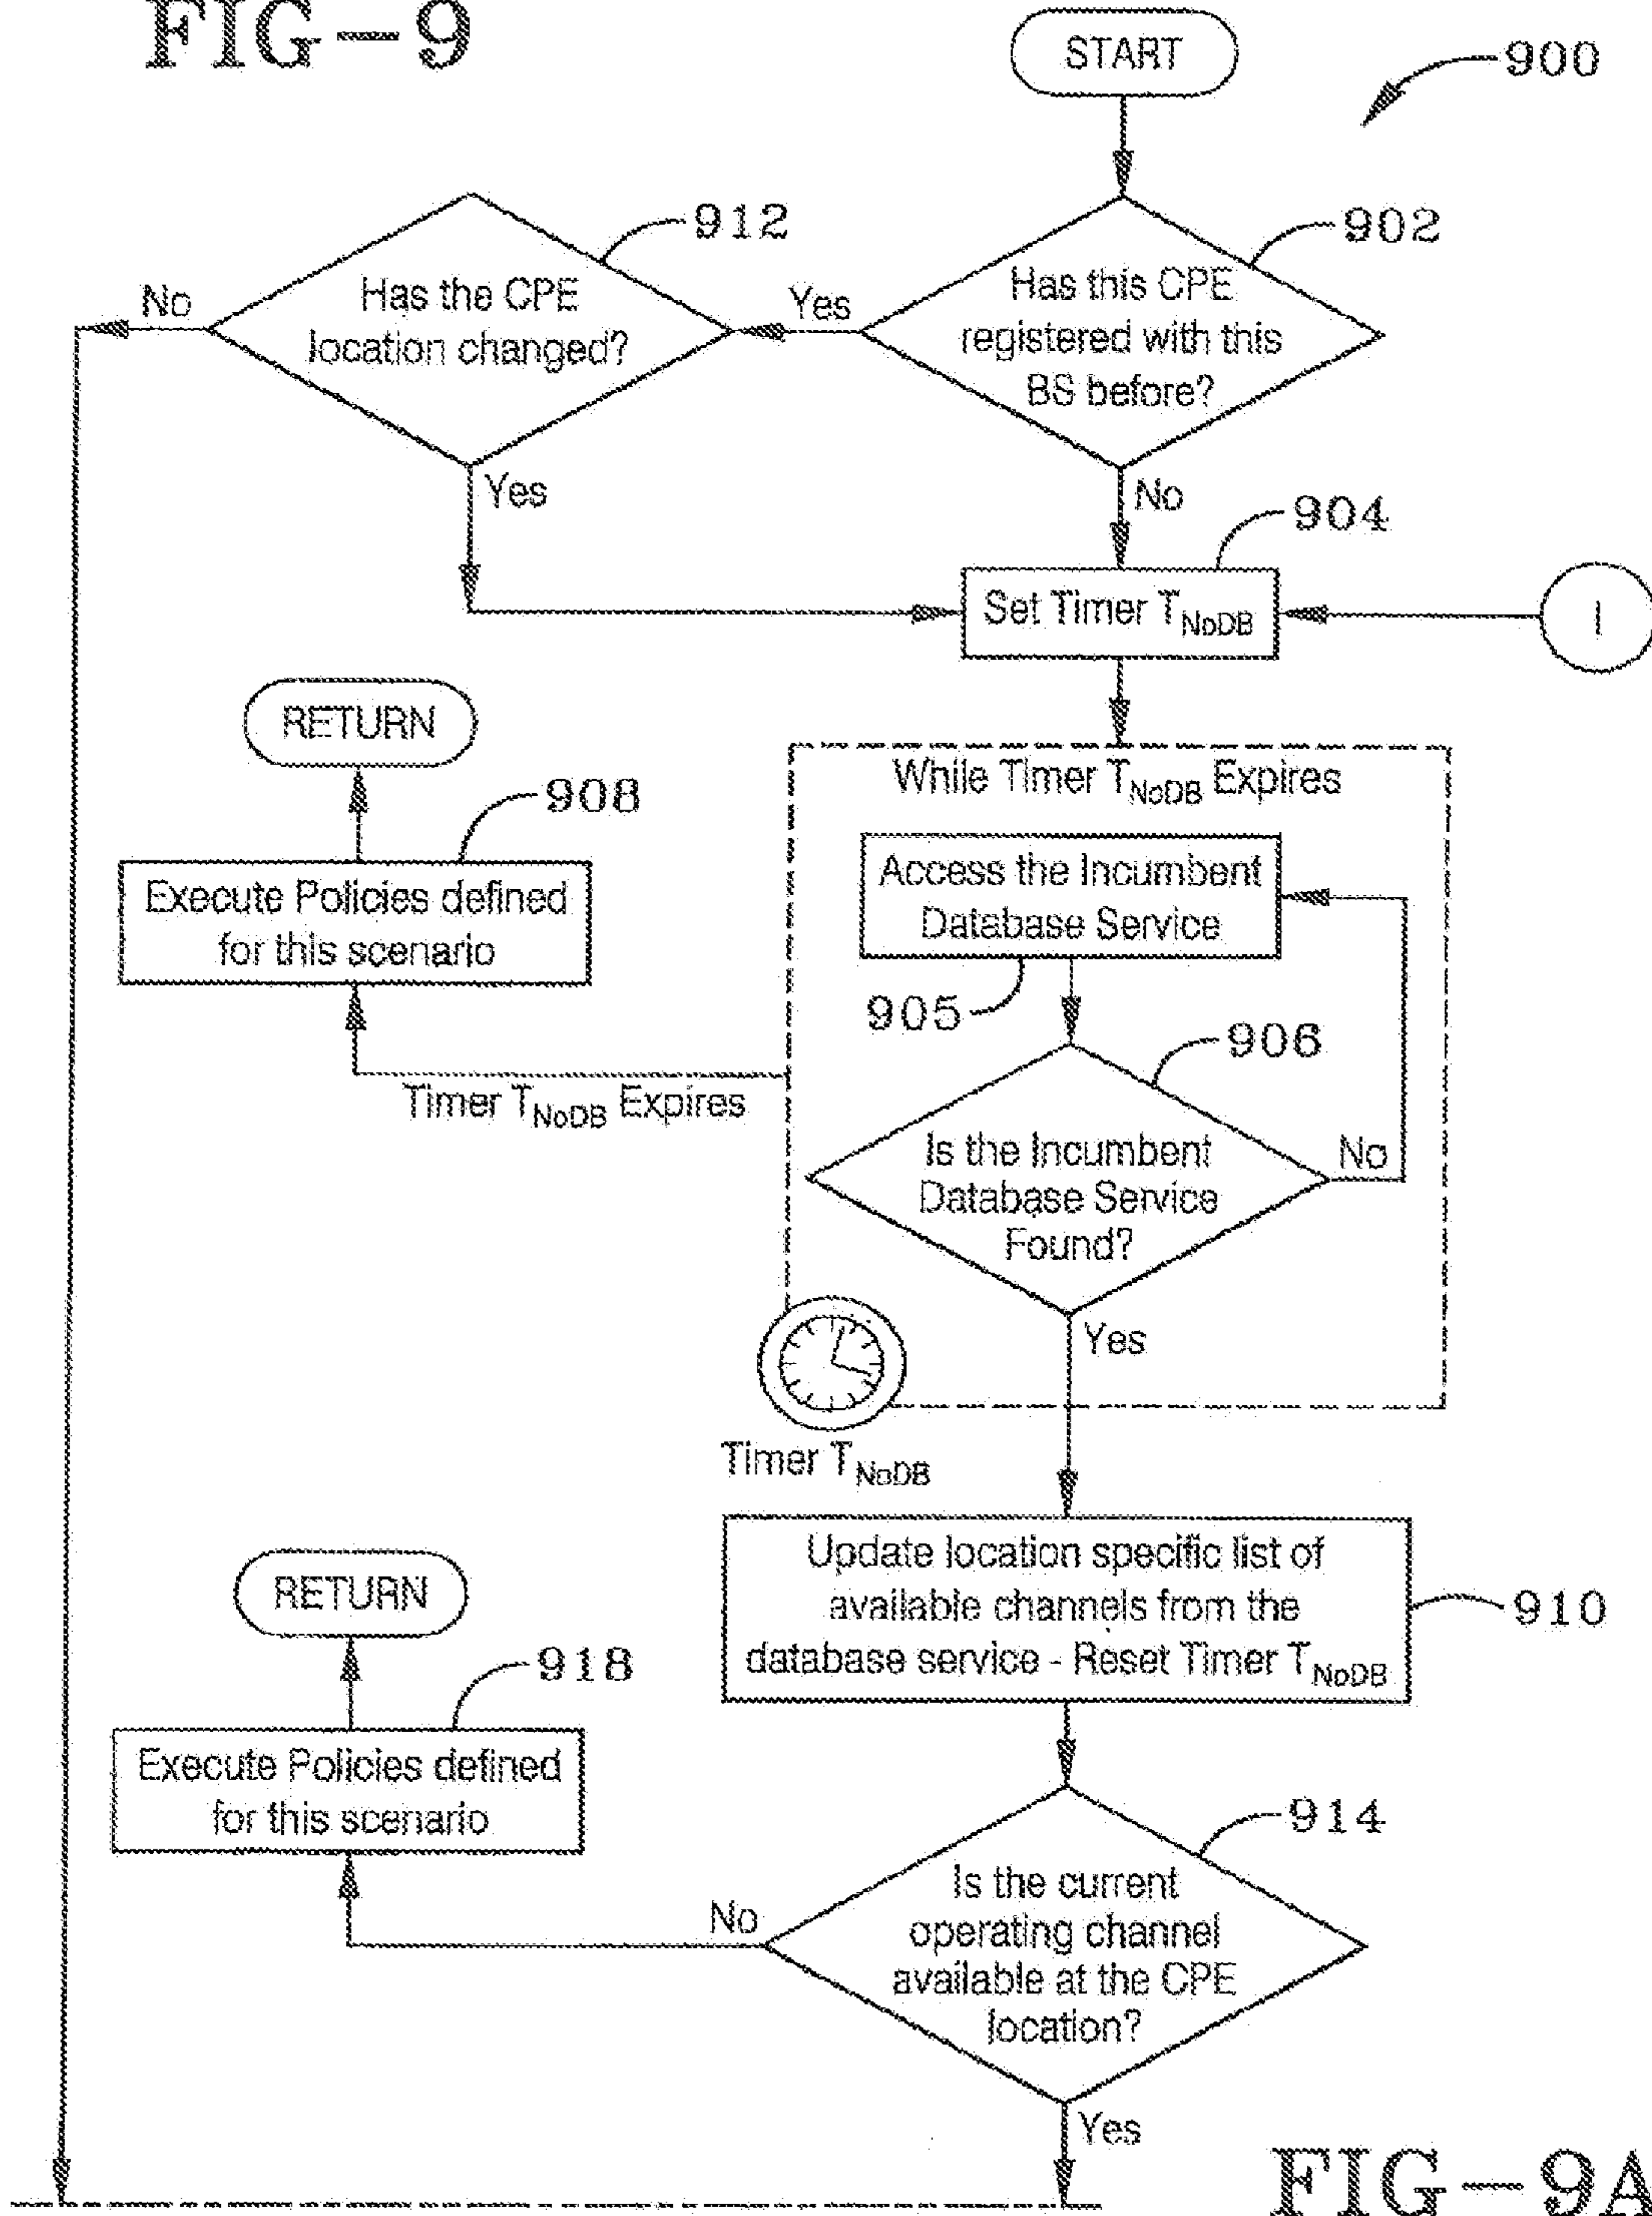 FIG-9
START
900
912
902
Has the CPE
location changed?
No
Yes
Has this CPE
registered with this
BS before?
Yes
No
904
Set Timer TNoDB
I
RETURN
908
Execute Policies defined
for this scenario
While Timer TNoDB Expires
Access the Incumbent
Database Service
905
906
Timer TNoDB Expires
Is the Incumbent
Database Service
Found?
No
Yes
Timer TNoDB
Update location specific list of
available channels from the
database service - Reset Timer TNoDB
910
RETURN
918
Execute Policies defined
for this scenario
914
Is the current
operating channel
available at the CPE
location?
No
Yes
FIG-9A